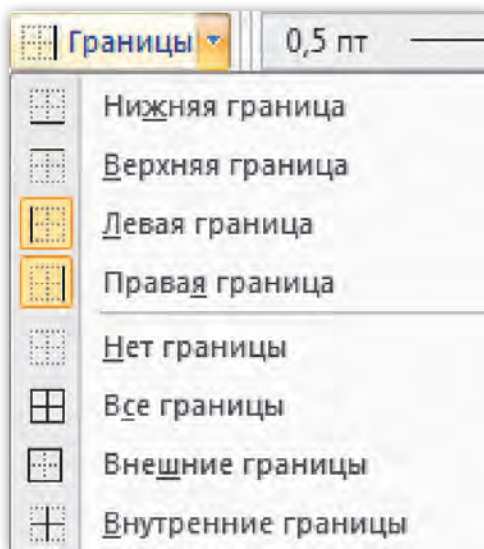 Границы 0,5 пт
Нижняя граница
Верхняя граница
Левая граница
Правая граница
Нет границы
Все границы
Внешние границы
Внутренние границы